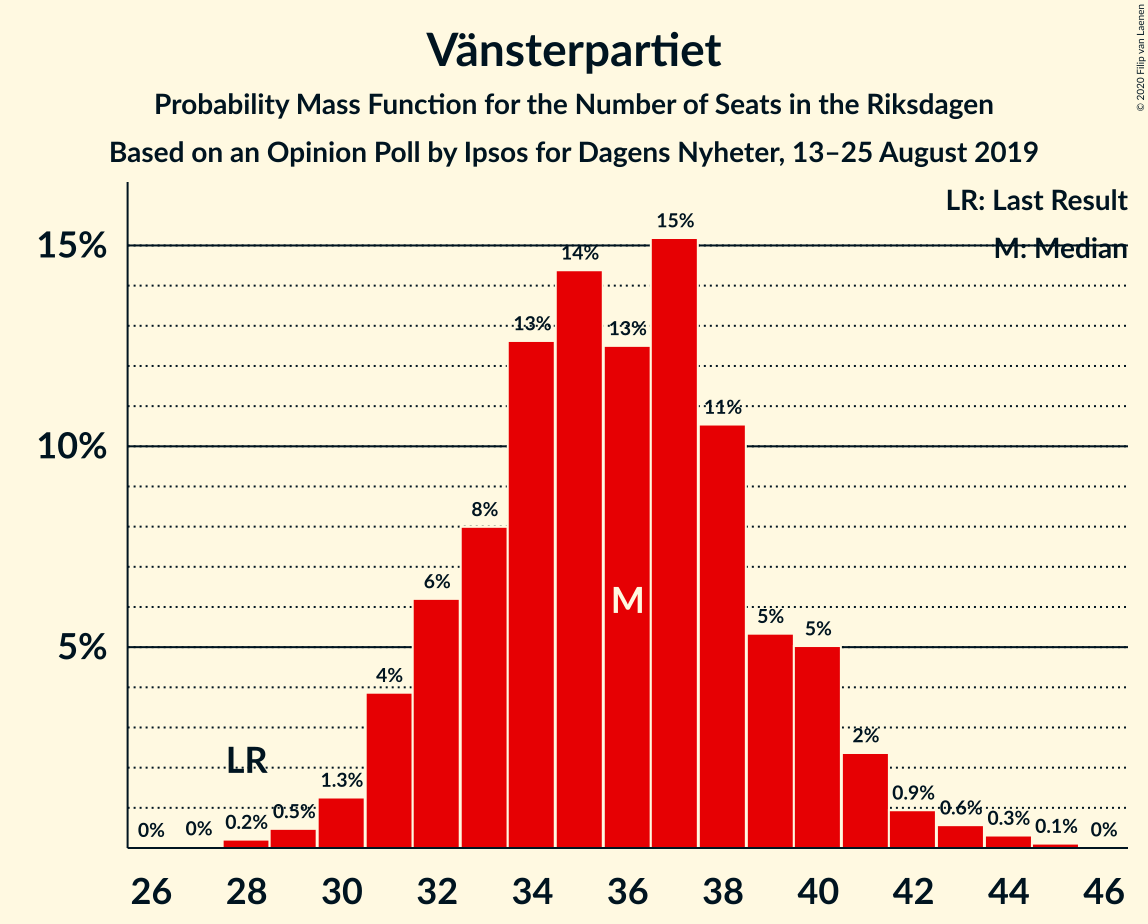 Vänsterpartiet
Probability Mass Function for the Number of Seats in the Riksdagen
Based on an Opinion Poll by Ipsos for Dagens Nyheter, 13–25 August 2019
© 2020 Filip van Laenen
LR: Last Result
M: Median
15%
10%
5%
0%
0%
0.2%
0.5%
1.3%
4%
6%
8%
13%
14%
13%
15%
11%
5%
5%
2%
0.9%
0.6%
0.3%
0.1%
0%
LR
M
26 28 30 32 34 36 38 40 42 44 46